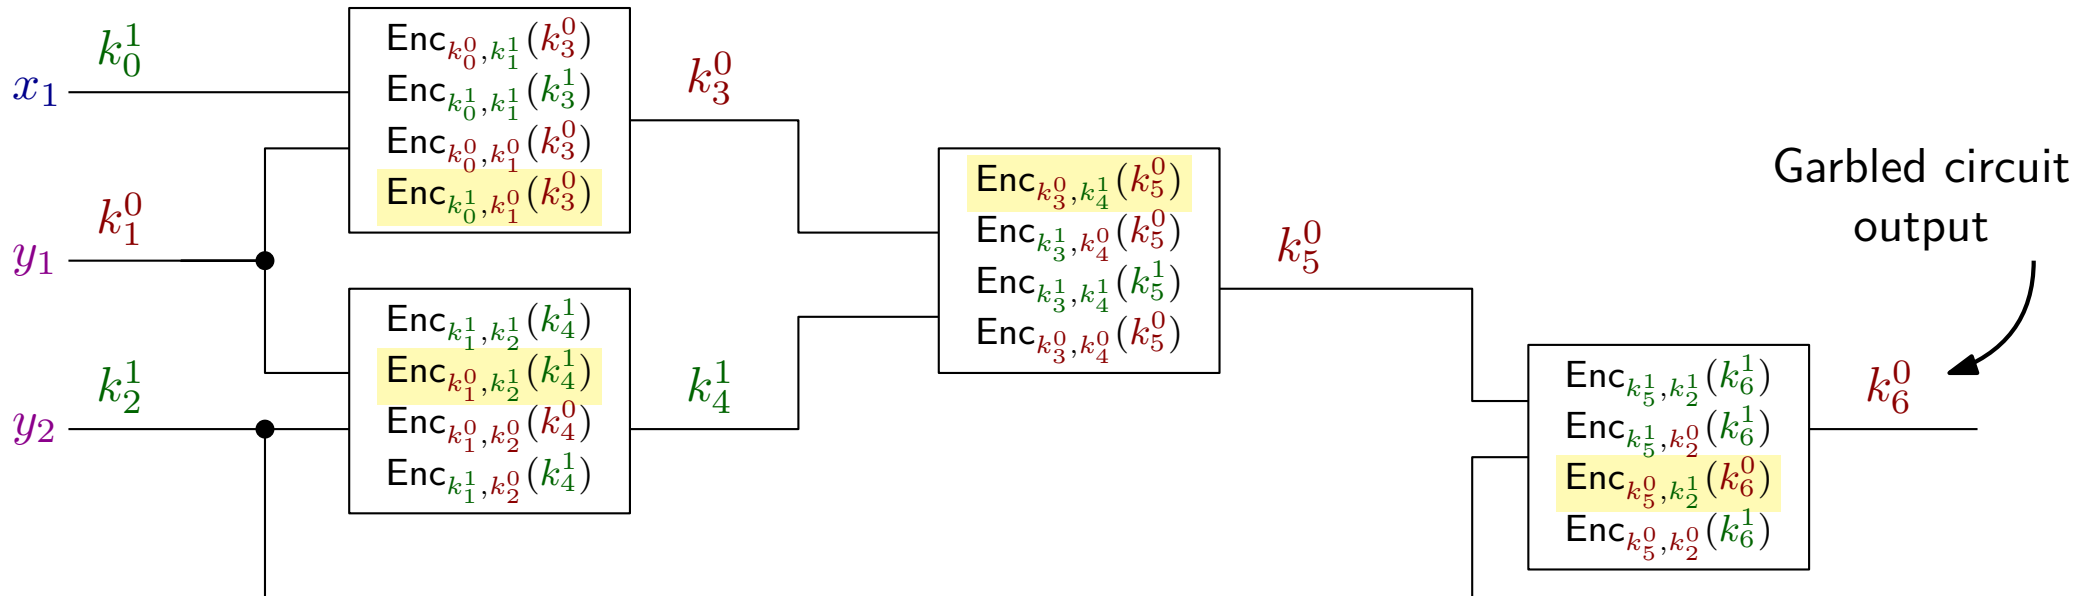 x_1
k_0^1
Enc_{k_0^0,k_1^1}(k_3^0)
Enc_{k_0^1,k_1^1}(k_3^1)
Enc_{k_0^0,k_1^0}(k_3^0)
Enc_{k_0^1,k_1^0}(k_3^0)
k_3^0
y_1
k_1^0
y_2
k_2^1
Enc_{k_1^1,k_2^1}(k_4^1)
Enc_{k_1^0,k_2^1}(k_4^1)
Enc_{k_1^0,k_2^0}(k_4^0)
Enc_{k_1^1,k_2^0}(k_4^1)
k_4^1
Enc_{k_3^0,k_4^1}(k_5^0)
Enc_{k_3^1,k_4^0}(k_5^0)
Enc_{k_3^1,k_4^1}(k_5^1)
Enc_{k_3^0,k_4^0}(k_5^0)
k_5^0
Enc_{k_5^1,k_2^1}(k_6^1)
Enc_{k_5^1,k_2^0}(k_6^1)
Enc_{k_5^0,k_2^1}(k_6^0)
Enc_{k_5^0,k_2^0}(k_6^1)
k_6^0
Garbled circuit
output